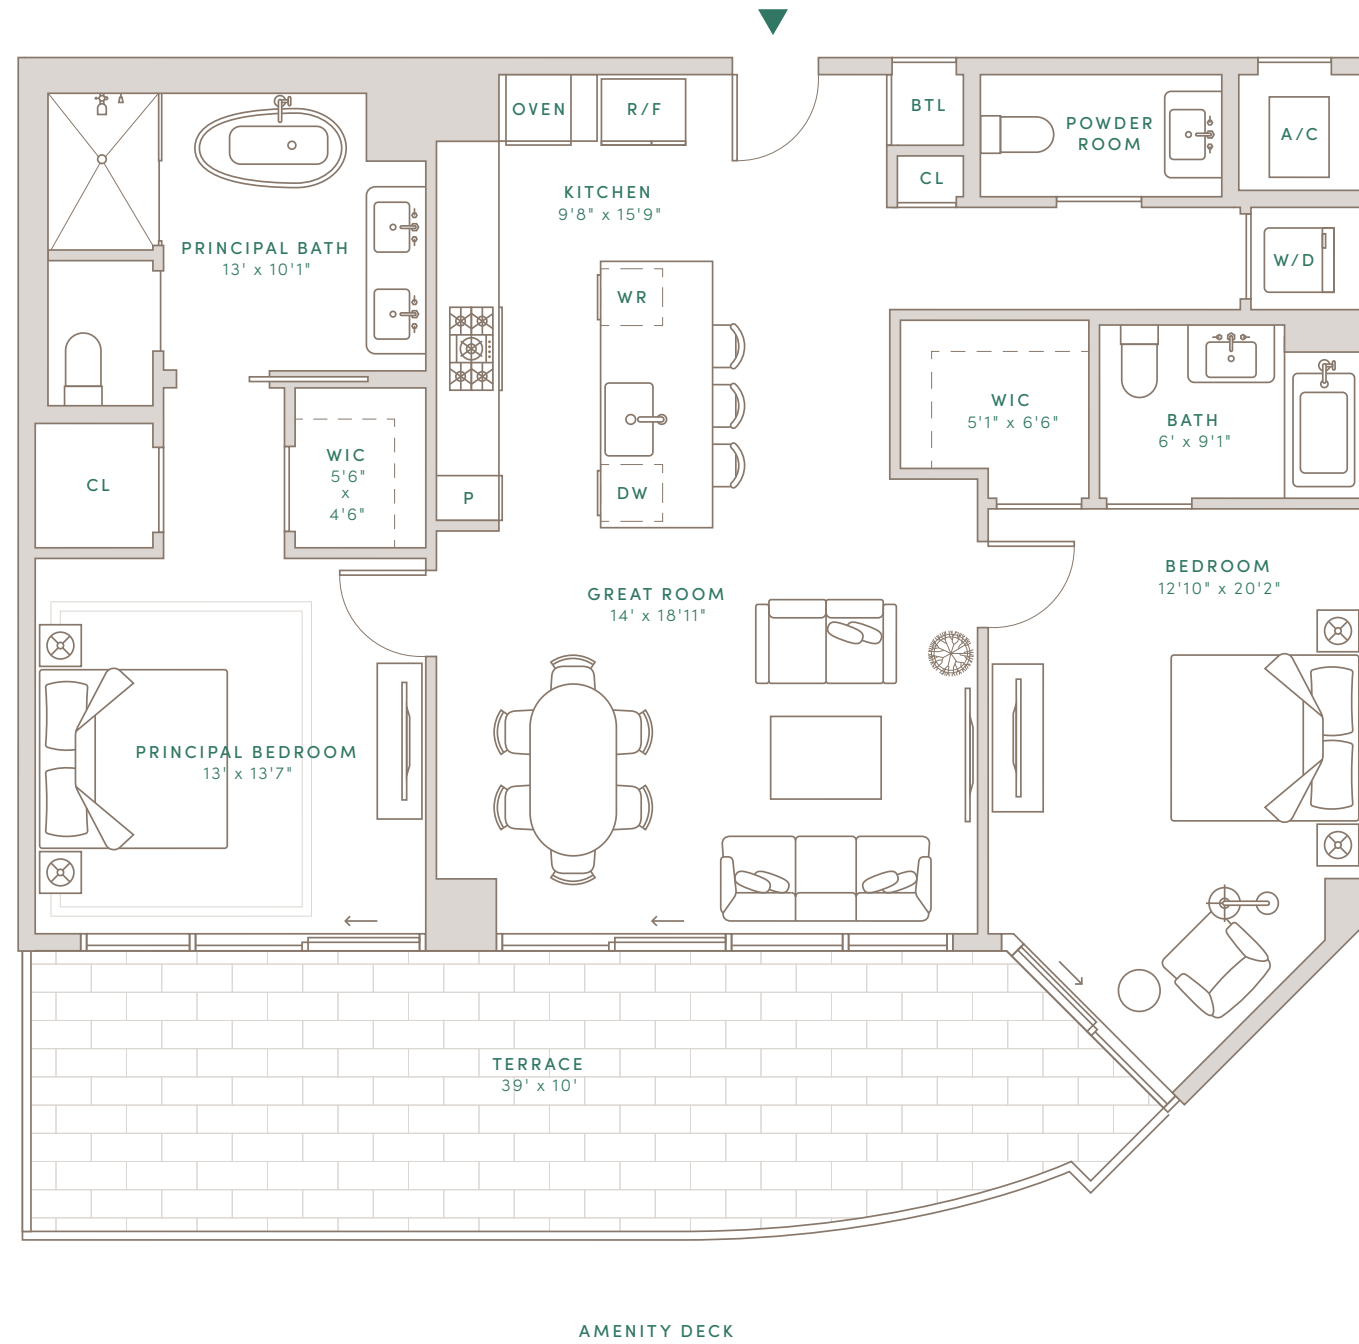 OVEN
R/F
BTL
POWDER
ROOM
A/C
CL
KITCHEN
9'8" x 15'9"
PRINCIPAL BATH
13' x 10'1"
W/D
WR
WIC
5'1" x 6'6"
BATH
6' x 9'1"
WIC
5'6"
x
4'6"
CL
P
DW
BEDROOM
12'10" x 20'2"
GREAT ROOM
14' x 18'11"
PRINCIPAL BEDROOM
13' x 13'7"
TERRACE
39' x 10'
AMENITY DECK